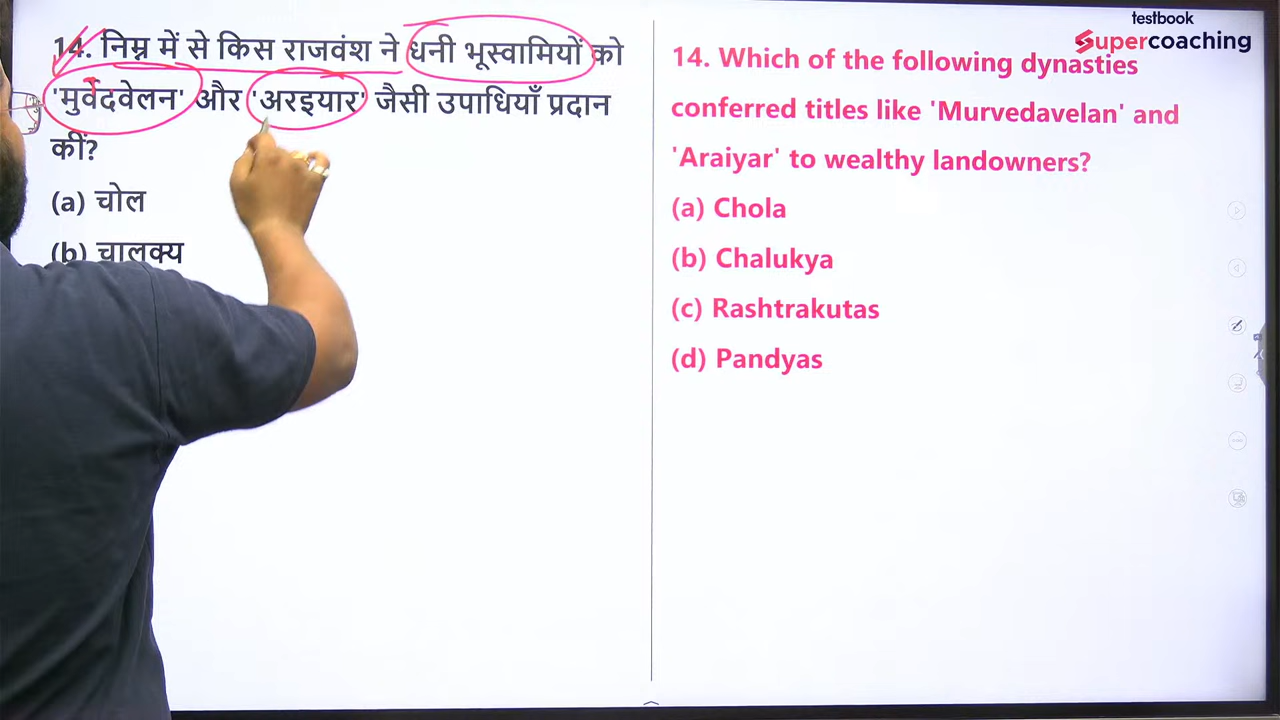 testbook
Supercoaching
14. निम्न में से किस राजवंश ने धनी भूस्वामियों को
'मुर्वेदवेलन' और 'अरइयार' जैसी उपाधियाँ प्रदान
कीं?
(a) चोल
(b) चालक्य
14. Which of the following dynasties
conferred titles like 'Murvedavelan' and
'Araiyar' to wealthy landowners?
(a) Chola
(b) Chalukya
(c) Rashtrakutas
(d) Pandyas